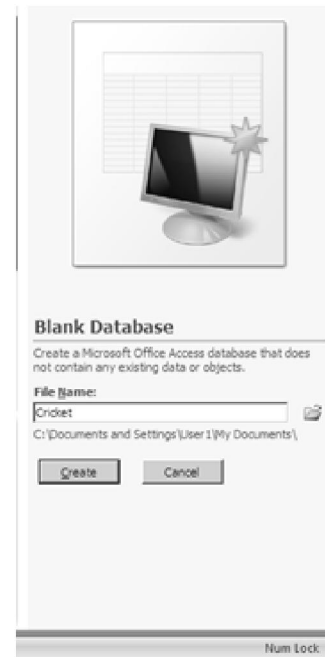 Blank Database
Create a Microsoft Office Access database that does
not contain any existing data or objects.
File Name:
Cricket
C:\Documents and Settings\User1\My Documents\
Create Cancel
Num Lock